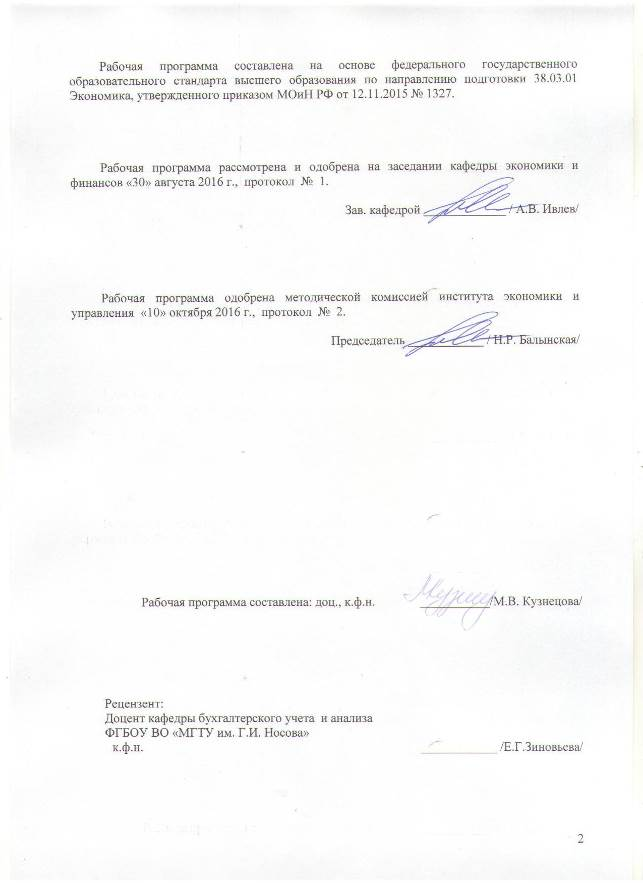 Рабочая программа составлена на основе федерального государственного
образовательного стандарта высшего образования по направлению подготовки 38.03.01
Экономика, утвержденного приказом МОиН РФ от 12.11.2015 № 1327.
Рабочая программа рассмотрена и одобрена на заседании кафедры экономики и
финансов «30» августа 2016 г., протокол № 1.
Зав. кафедрой _____________ / А.В. Ивлев/
Рабочая программа одобрена методической комиссией института экономики и
управления «10» октября 2016 г., протокол № 2.
Председатель ____________ / Н.Р. Балынская/
Рабочая программа составлена: доц., к.ф.н. ___________/М.В. Кузнецова/
Рецензент:
Доцент кафедры бухгалтерского учета и анализа
ФГБОУ ВО «МГТУ им. Г.И. Носова»
к.ф.н. ____________ /Е.Г.Зиновьева/
2